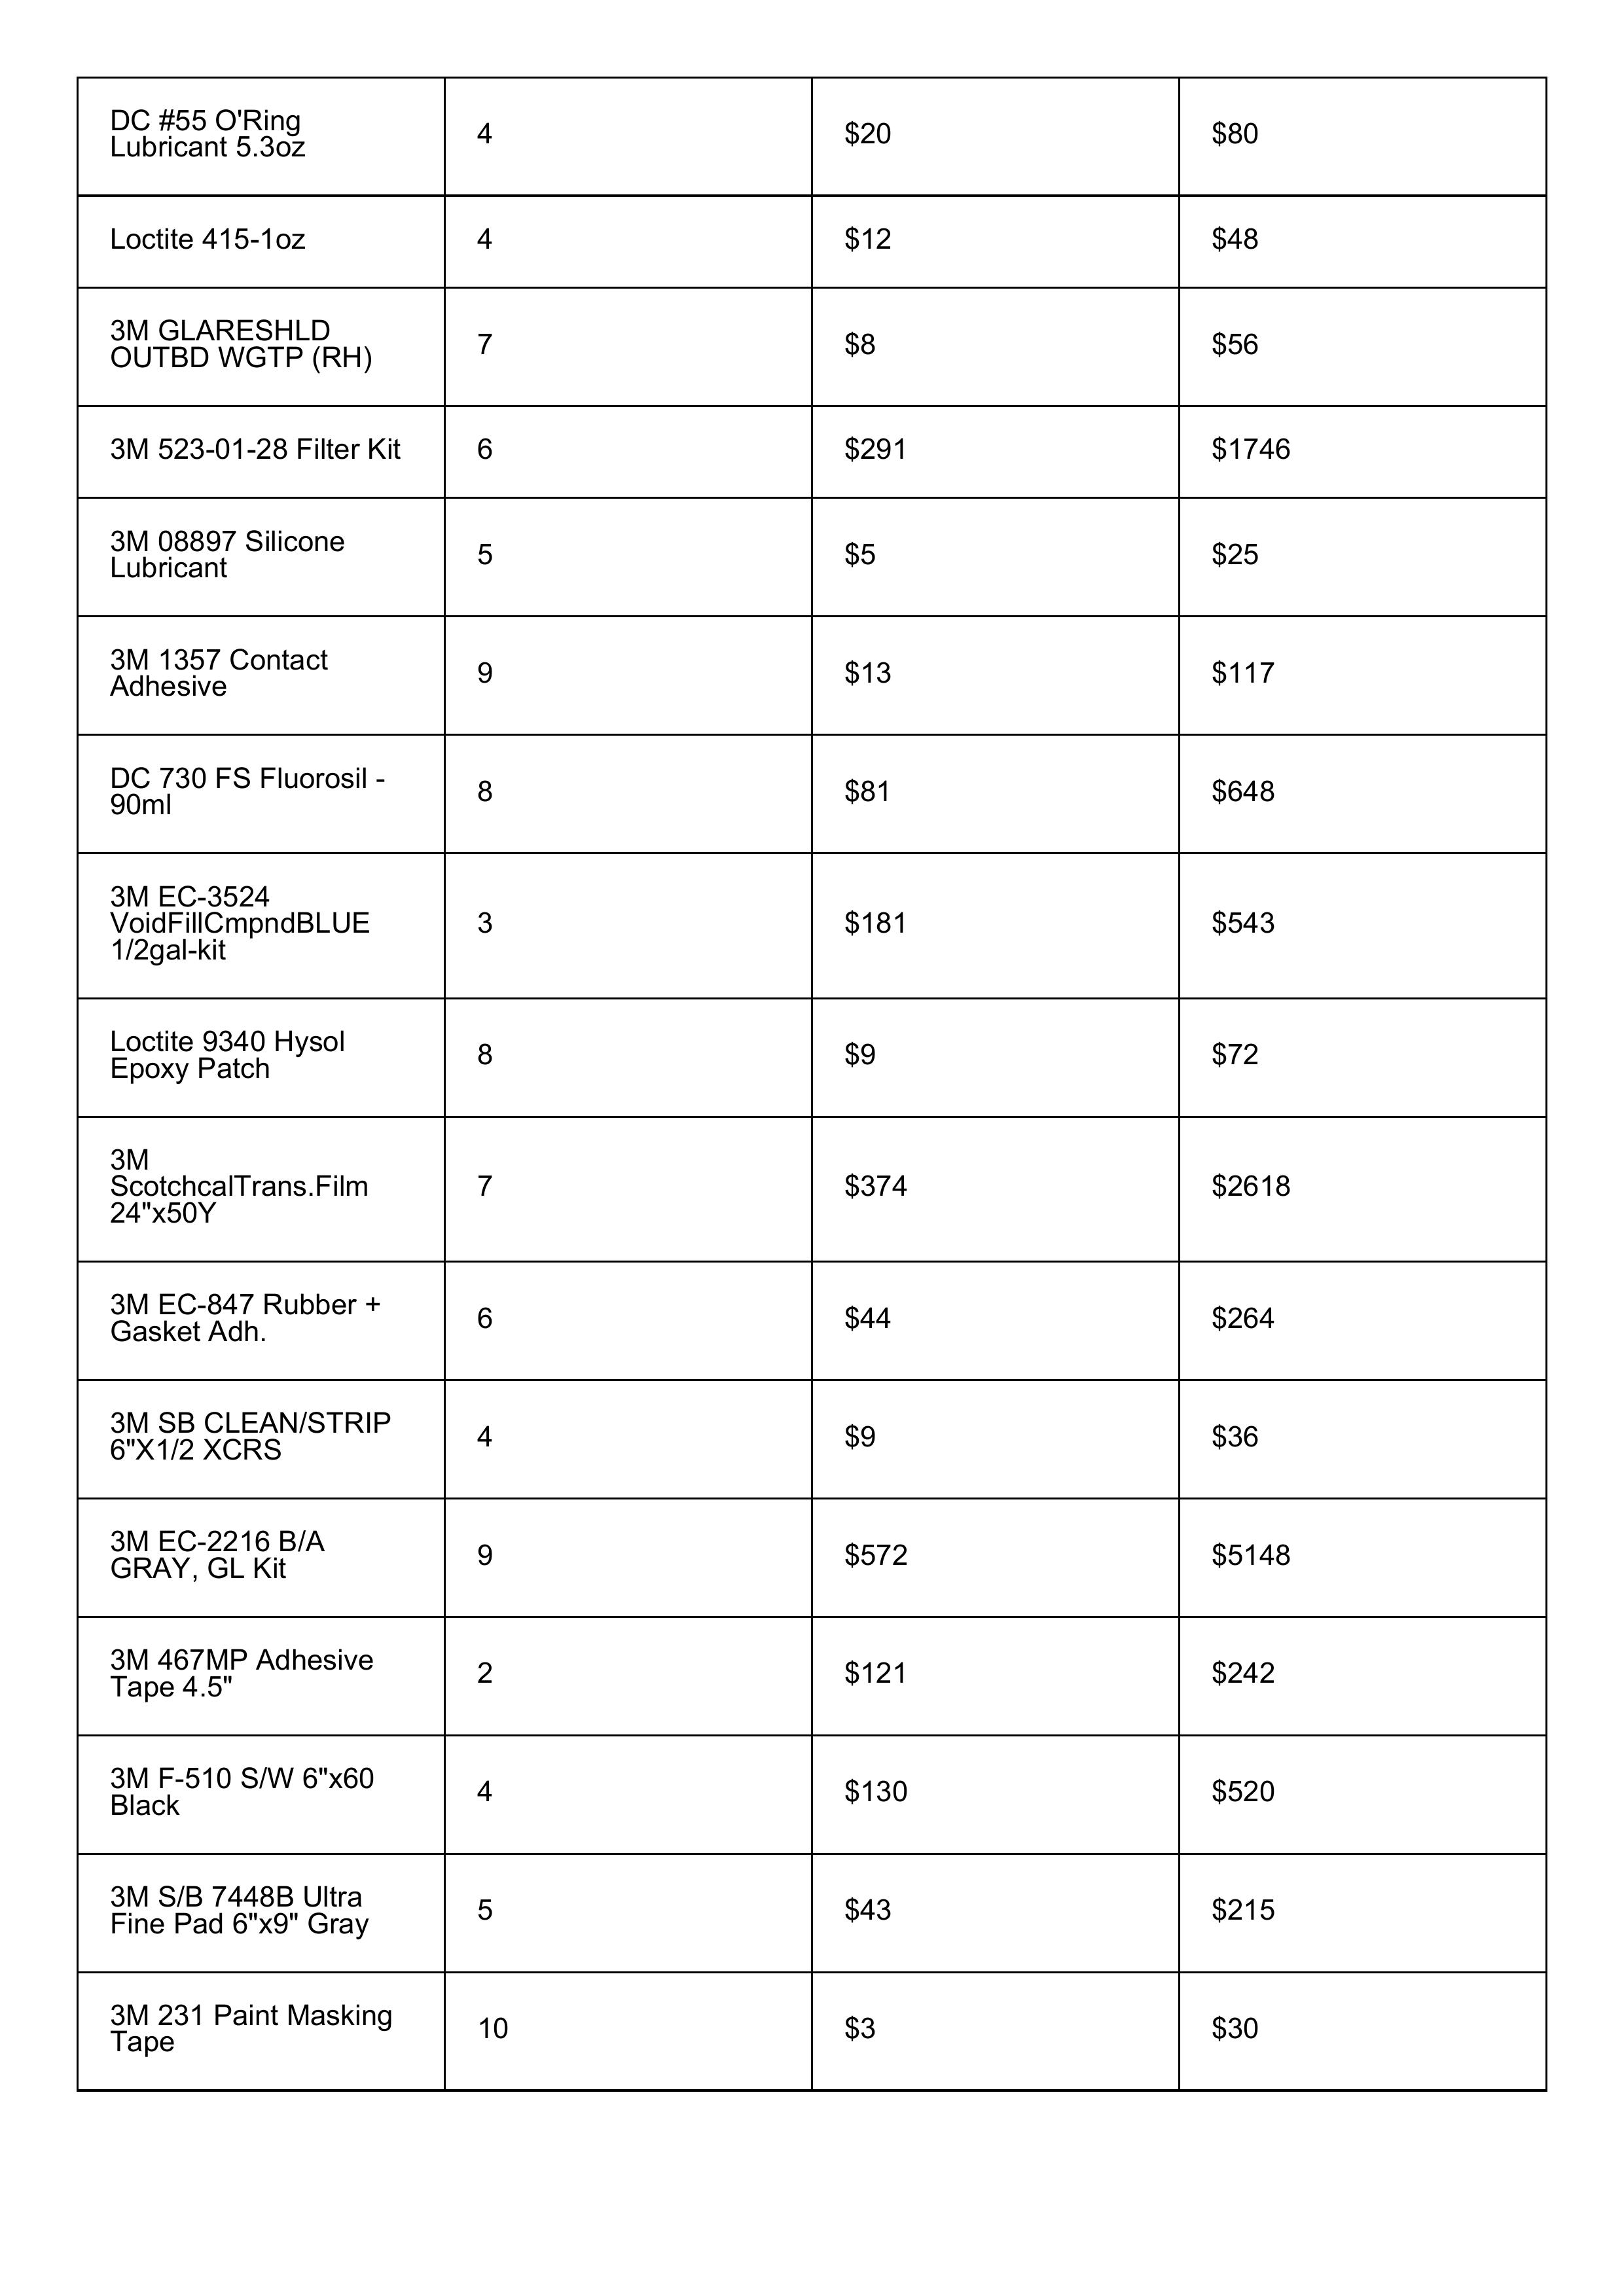 DC #55 O'Ring
Lubricant 5.3oz
4
$20
$80
Loctite 415-1oz
4
$12
$48
3M GLARESHLD
OUTBD WGTP (RH)
7
$8
$56
3M 523-01-28 Filter Kit
6
$291
$1746
3M 08897 Silicone
Lubricant
5
$5
$25
3M 1357 Contact
Adhesive
9
$13
$117
DC 730 FS Fluorosil -
90ml
8
$81
$648
3M EC-3524
VoidFillCmpndBLUE
1/2gal-kit
3
$181
$543
Loctite 9340 Hysol
Epoxy Patch
8
$9
$72
3M
ScotchcalTrans.Film
24"x50Y
7
$374
$2618
3M EC-847 Rubber +
Gasket Adh.
6
$44
$264
3M SB CLEAN/STRIP
6"X1/2 XCRS
4
$9
$36
3M EC-2216 B/A
GRAY, GL Kit
9
$572
$5148
3M 467MP Adhesive
Tape 4.5"
2
$121
$242
3M F-510 S/W 6"x60
Black
4
$130
$520
3M S/B 7448B Ultra
Fine Pad 6"x9" Gray
5
$43
$215
3M 231 Paint Masking
Tape
10
$3
$30